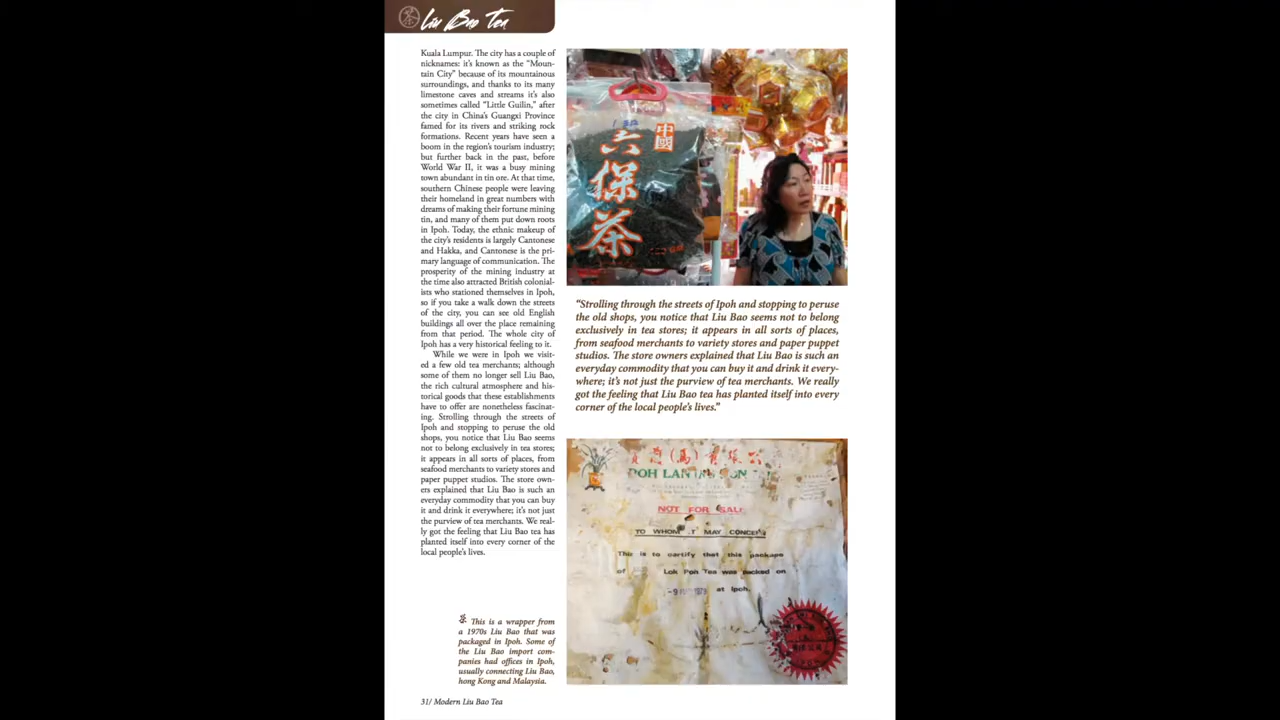 Liu Bao Tea
Kuala Lumpur. The city has a couple of
nicknames: it's known as the “Moun-
tain City” because of its mountainous
surroundings, and thanks to its many
limestone caves and streams it's also
sometimes called “Little Guilin,” after
the city in China's Guangxi Province
famed for its rivers and striking rock
formations. Recent years have seen a
boom in the region's tourism industry;
but further back in the past, before
World War II, it was a busy mining
town abundant in tin ore. At that time,
southern Chinese people were leaving
their homeland in great numbers with
dreams of making their fortune mining
tin, and many of them put down roots
in Ipoh. Today, the ethnic makeup of
the city's residents is largely Cantonese
and Hakka, and Cantonese is the pri-
mary language of communication. The
prosperity of the mining industry at
the time also attracted British colonial-
ists who stationed themselves in Ipoh,
so if you take a walk down the streets
of the city, you can see old English
buildings all over the place remaining
from that period. The whole city of
Ipoh has a very historical feeling to it.
While we were in Ipoh we visit-
ed a few old tea merchants; although
some of them no longer sell Liu Bao,
the rich cultural atmosphere and his-
torical goods that these establishments
have to offer are nonetheless fascinat-
ing. Strolling through the streets of
Ipoh and stopping to peruse the old
shops, you notice that Liu Bao seems
not to belong exclusively in tea stores;
it appears in all sorts of places, from
seafood merchants to variety stores and
paper puppet studios. The store own-
ers explained that Liu Bao is such an
everyday commodity that you can buy
it and drink it everywhere; it's not just
the purview of tea merchants. We real-
ly got the feeling that Liu Bao tea has
planted itself into every corner of the
local people's lives.
茶 This is a wrapper from
a 1970s Liu Bao that was
packaged in Ipoh. Some of
the Liu Bao import com-
panies had offices in Ipoh,
usually connecting Liu Bao,
hong Kong and Malaysia.
31/ Modern Liu Bao Tea
中國
六保茶
“Strolling through the streets of Ipoh and stopping to peruse
the old shops, you notice that Liu Bao seems not to belong
exclusively in tea stores; it appears in all sorts of places,
from seafood merchants to variety stores and paper puppet
studios. The store owners explained that Liu Bao is such an
everyday commodity that you can buy it and drink it every-
where; it's not just the purview of tea merchants. We really
got the feeling that Liu Bao tea has planted itself into every
corner of the local people's lives.”
NOT FOR SALE
TO WHOM IT MAY CONCERN
This is to certify that this package
of Lok Poh Tea was packed on
at Ipoh.